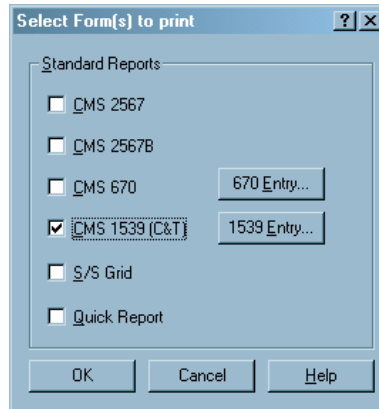 Select Form(s) to print
Standard Reports
CMS 2567
CMS 2567B
CMS 670
670 Entry...
CMS 1539 (C&T)
1539 Entry...
S/S Grid
Quick Report
OK Cancel Help